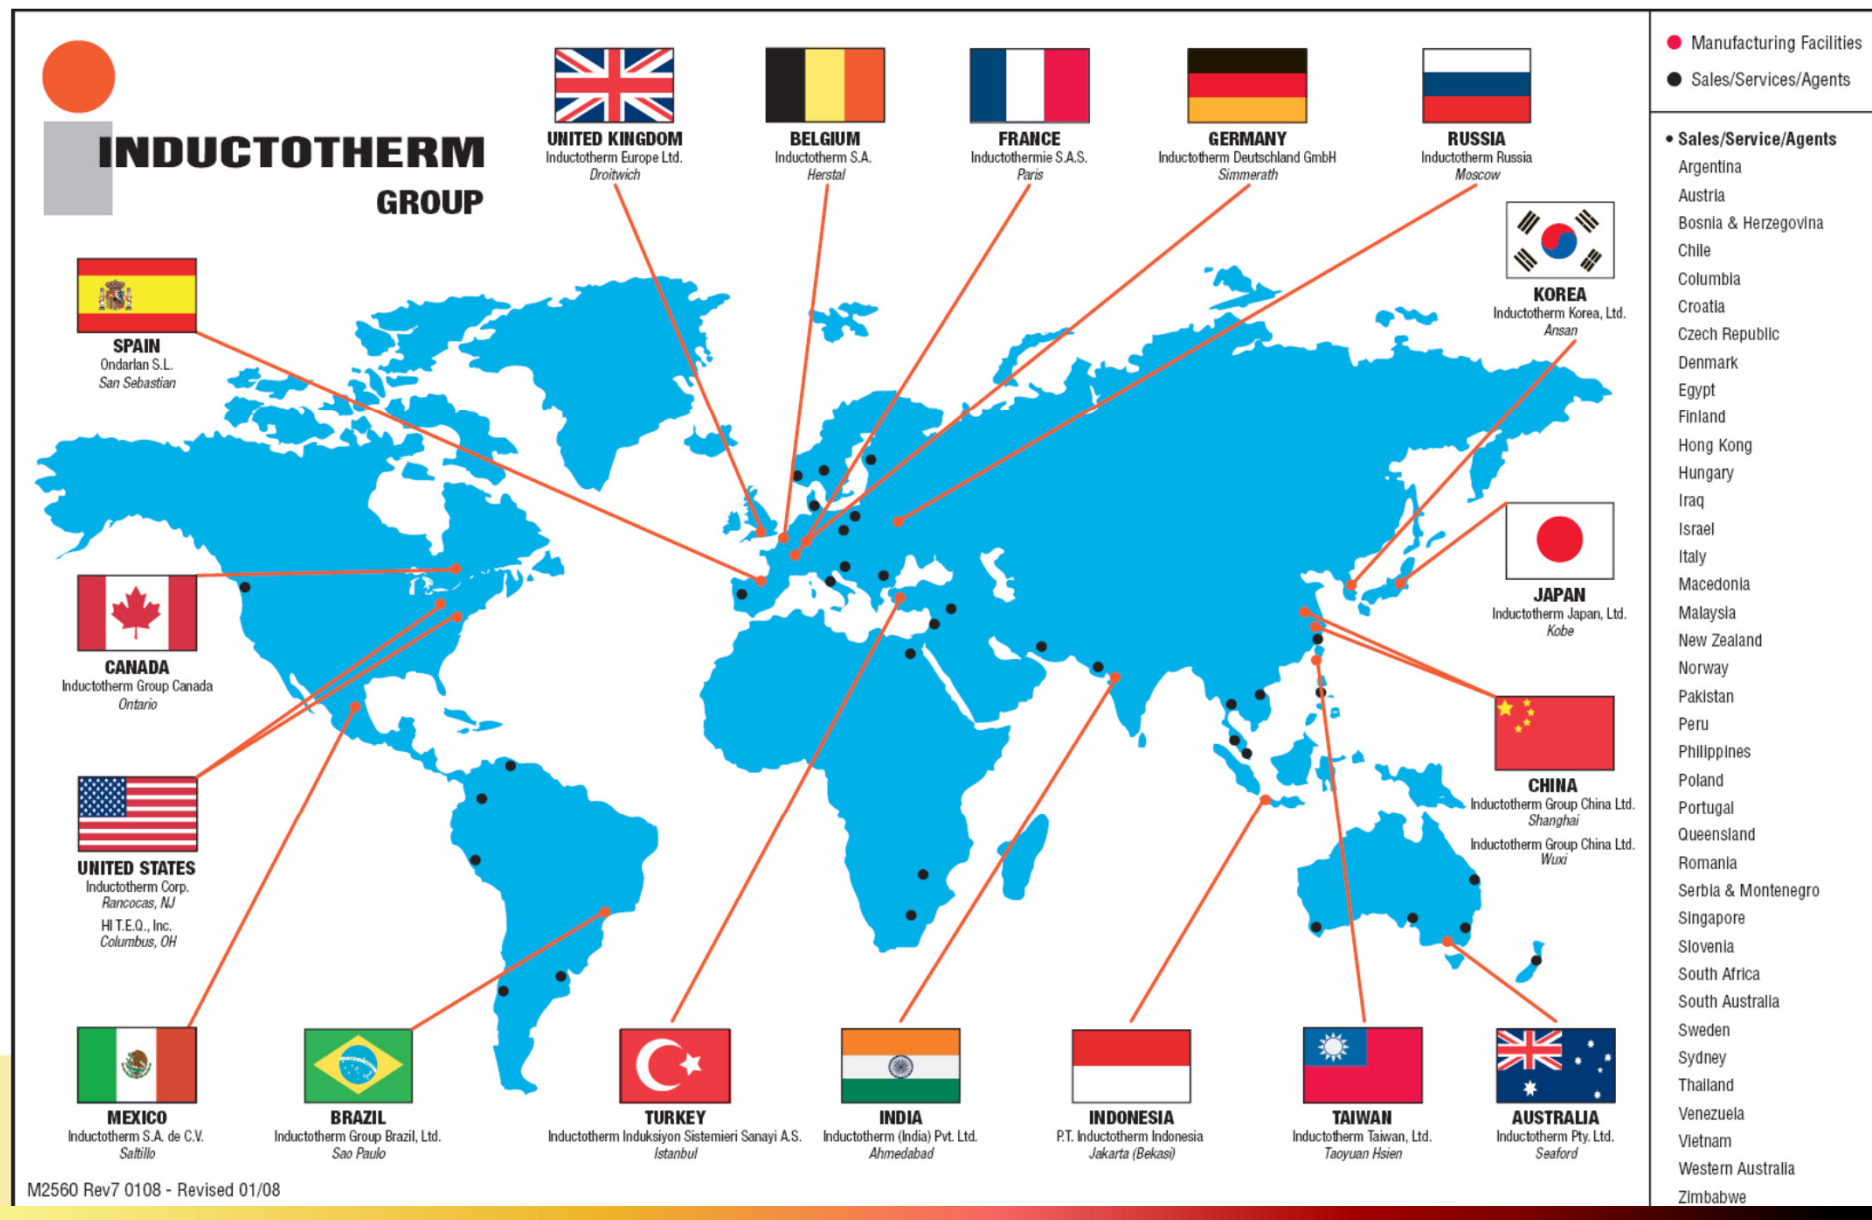 INDUCTOTHERM
GROUP
UNITED KINGDOM
Inductotherm Europe Ltd.
Droitwich
BELGIUM
Inductotherm S.A.
Herstal
FRANCE
Inductothermie S.A.S.
Paris
GERMANY
Inductotherm Deutschland GmbH
Simmerath
RUSSIA
Inductotherm Russia
Moscow
KOREA
Inductotherm Korea, Ltd.
Ansan
SPAIN
Ondarlan S.L.
San Sebastian
JAPAN
Inductotherm Japan, Ltd.
Kobe
CANADA
Inductotherm Group Canada
Ontario
CHINA
Inductotherm Group China Ltd.
Shanghai
Inductotherm Group China Ltd.
Wuxi
UNITED STATES
Inductotherm Corp.
Rancocas, NJ
HI T.E.Q., Inc.
Columbus, OH
MEXICO
Inductotherm S.A. de C.V.
Saltillo
BRAZIL
Inductotherm Group Brazil, Ltd.
Sao Paulo
TURKEY
Inductotherm Induksiyon Sistemieri Sanayi A.S.
Istanbul
INDIA
Inductotherm (India) Pvt. Ltd.
Ahmedabad
INDONESIA
P.T. Inductotherm Indonesia
Jakarta (Bekasi)
TAIWAN
Inductotherm Taiwan, Ltd.
Taoyuan Hsien
AUSTRALIA
Inductotherm Pty. Ltd.
Seaford
M2560 Rev7 0108 - Revised 01/08
Manufacturing Facilities
Sales/Services/Agents
• Sales/Service/Agents
Argentina
Austria
Bosnia & Herzegovina
Chile
Columbia
Croatia
Czech Republic
Denmark
Egypt
Finland
Hong Kong
Hungary
Iraq
Israel
Italy
Macedonia
Malaysia
New Zealand
Norway
Pakistan
Peru
Philippines
Poland
Portugal
Queensland
Romania
Serbia & Montenegro
Singapore
Slovenia
South Africa
South Australia
Sweden
Sydney
Thailand
Venezuela
Vietnam
Western Australia
Zimbabwe